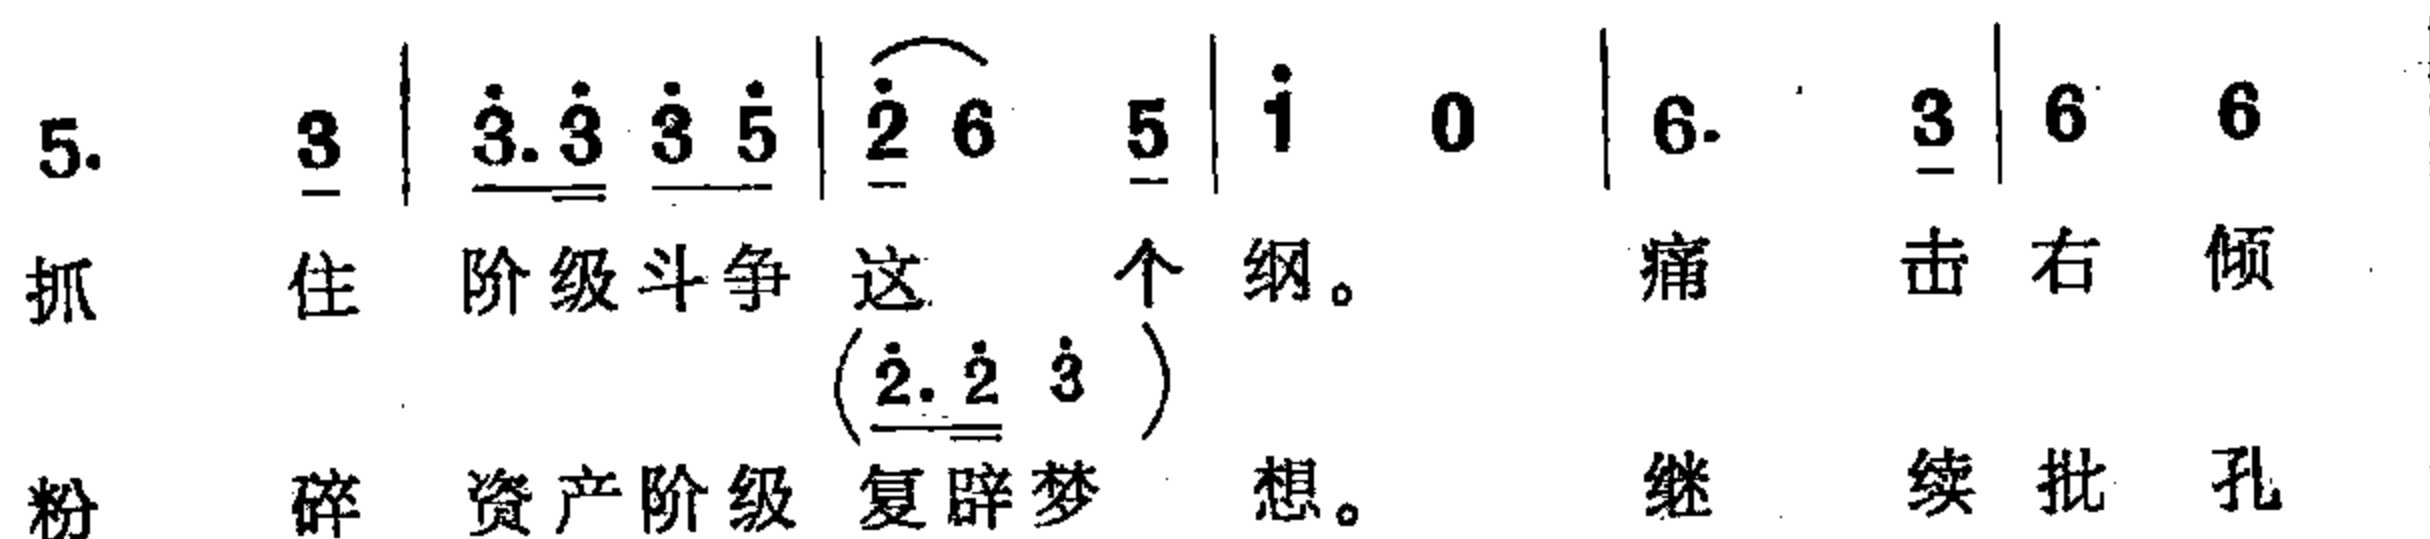 5. 3 | 3̇. 3̇ 3̇ 5̇ | 2̇ 6 5 | 1̇ 0 | 6. 3 | 6 6
抓 住 阶级斗争 这 个 纲。 痛 击 右 倾
(2̇. 2̇ 3̇)
粉 碎 资产阶级 复辟梦 想。 继 续 批 孔